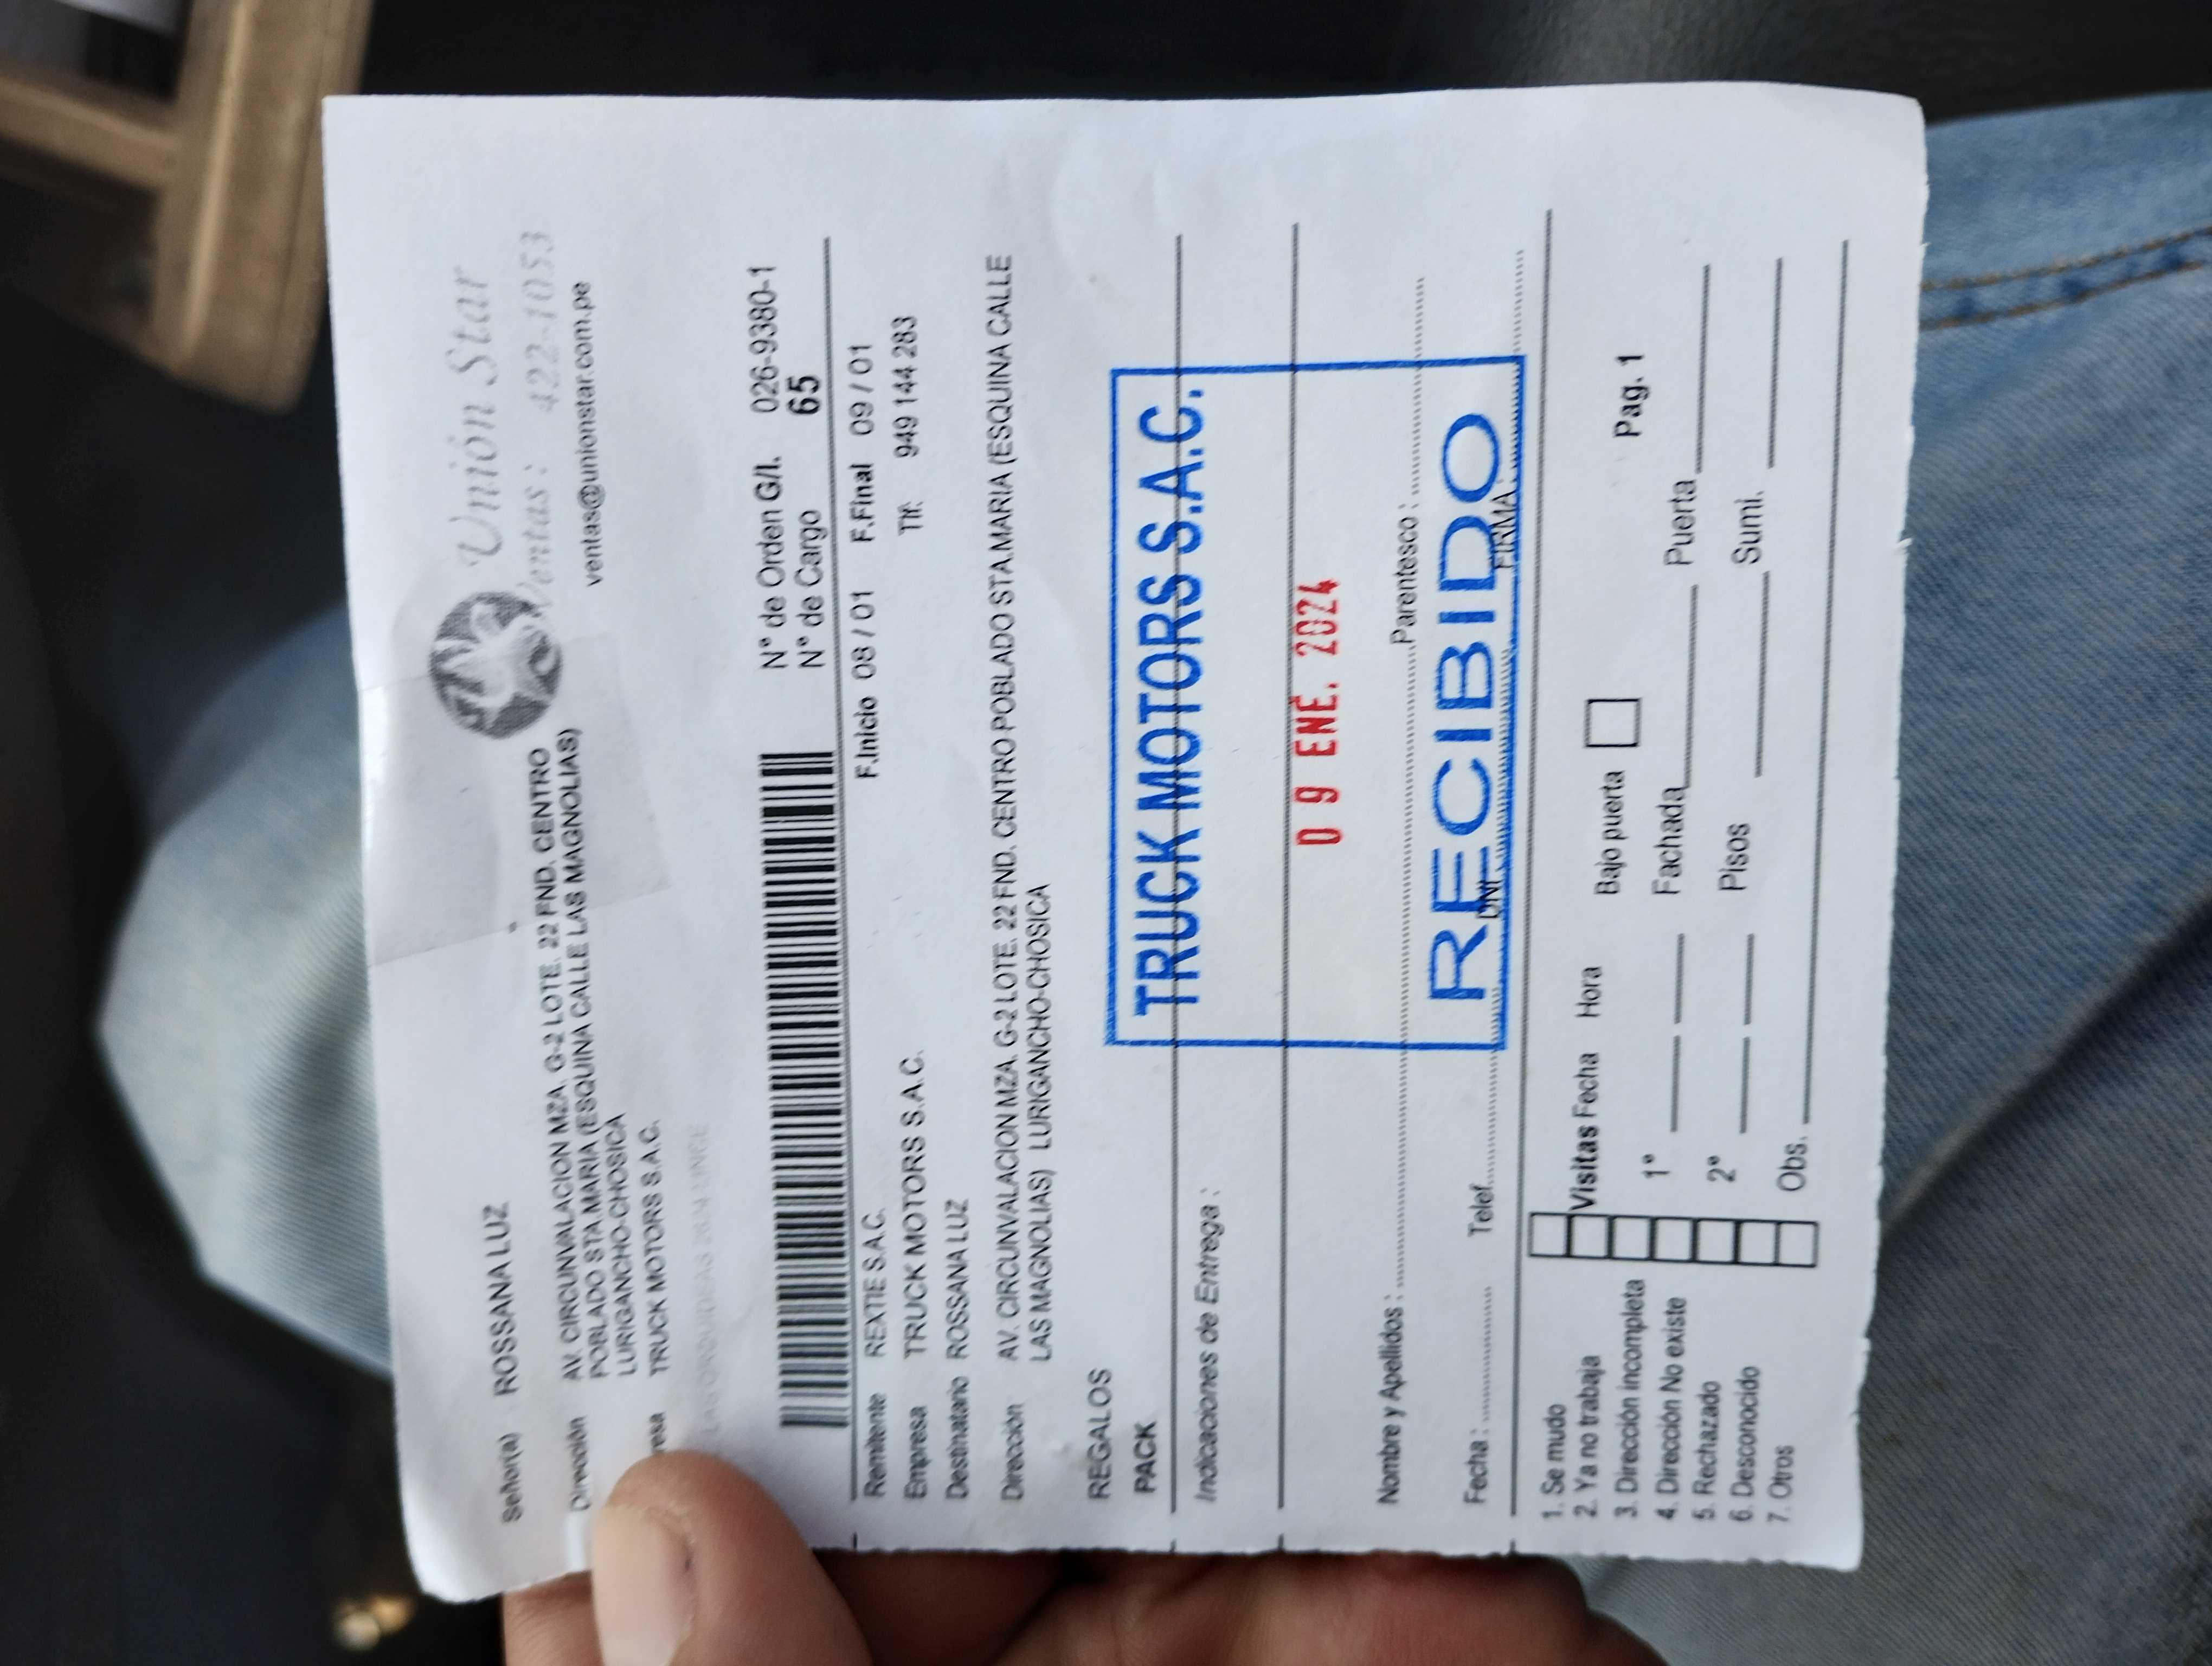 Unión Star
Ventas: 422-1053
ventas@unionstar.com.pe
Señor(a) ROSSANA LUZ
Dirección AV. CIRCUNVALACION MZA. G-2 LOTE. 22 FND. CENTRO
POBLADO STA.MARIA (ESQUINA CALLE LAS MAGNOLIAS)
LURIGANCHO-CHOSICA
resa TRUCK MOTORS S.A.C.
N° de Orden G/I. 026-9380-1
N° de Cargo 65
F.Inicio 08 / 01 F.Final 09 / 01
Remitente REXTIE S.A.C.
Tlf: 949 144 283
Empresa TRUCK MOTORS S.A.C.
Destinatario ROSSANA LUZ
Dirección AV. CIRCUNVALACION MZA. G-2 LOTE. 22 FND. CENTRO POBLADO STA.MARIA (ESQUINA CALLE
LAS MAGNOLIAS) LURIGANCHO-CHOSICA
REGALOS
PACK
TRUCK MOTORS S.A.C.
Indicaciones de Entrega :
09 ENE. 2024
Nombre y Apellidos : Parentesco :
RECIBIDO
Fecha : Telef. DNI FIRMA
1. Se mudo
2. Ya no trabaja
3. Dirección incompleta
4. Dirección No existe
5. Rechazado
6. Desconocido
7. Otros
Visitas Fecha Hora Bajo puerta
Pag. 1
1° Fachada Puerta
2° Pisos Sumi.
Obs.